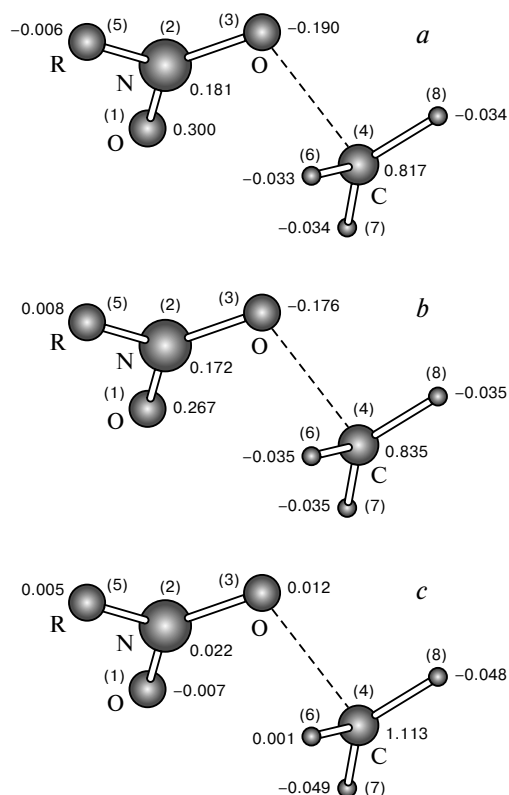 −0.006 (5) (2) (3) −0.190 a
R N O
0.181 (8)
(1) (4) −0.034
O 0.300 (6)
−0.033 0.817
C
−0.034 (7)
0.008 (5) (2) (3) −0.176 b
R N O
0.172 (8)
(1) (4) −0.035
O 0.267 (6)
−0.035 0.835
C
−0.035 (7)
0.005 (5) (2) (3) 0.012 c
R N O
0.022 (8)
(1) (4) −0.048
O −0.007 (6)
0.001 1.113
C
−0.049 (7)